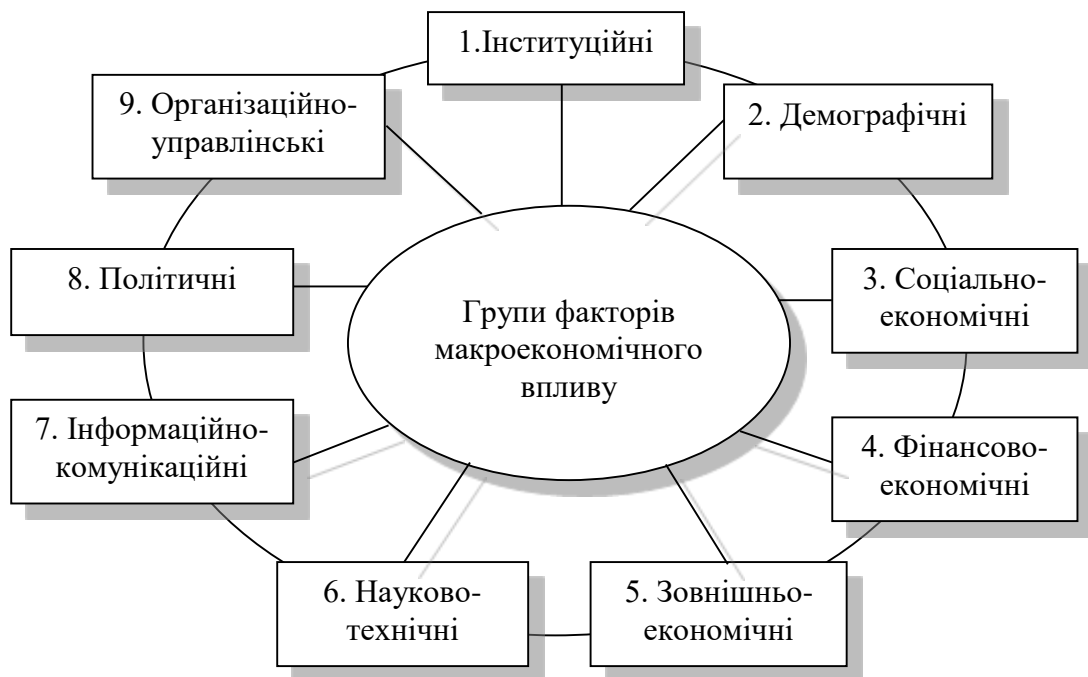 1.Інституційні
2. Демографічні
3. Соціально-
економічні
4. Фінансово-
економічні
5. Зовнішньо-
економічні
6. Науково-
технічні
7. Інформаційно-
комунікаційні
8. Політичні
9. Організаційно-
управлінські
Групи факторів
макроекономічного
впливу